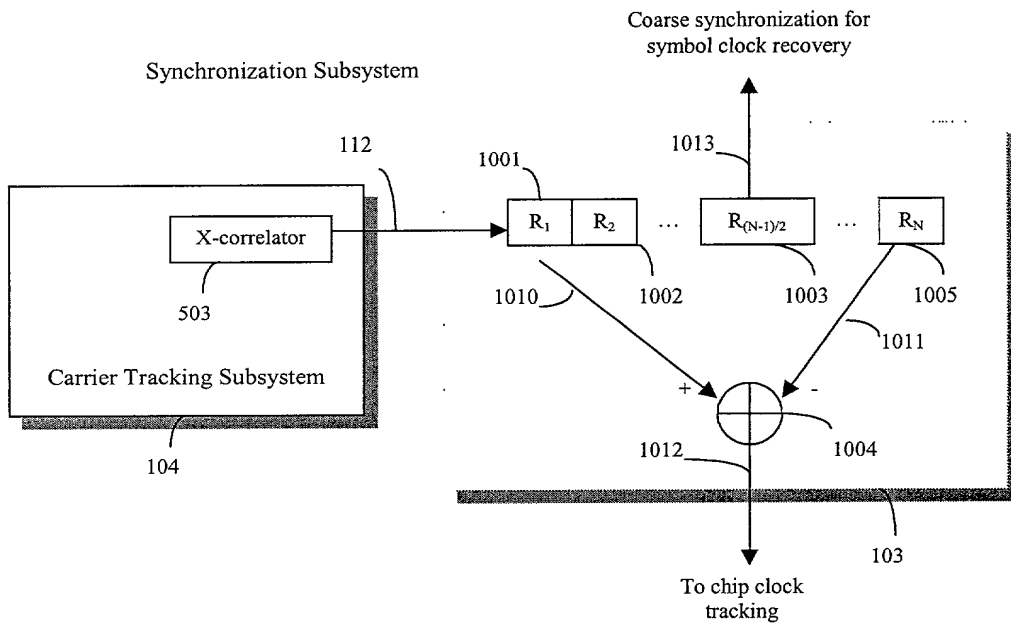 Coarse synchronization for
symbol clock recovery
Synchronization Subsystem
112
1001
1013
X-correlator
R1
R2
...
R(N-1)/2
...
RN
503
1010
1002
1003
1005
1011
Carrier Tracking Subsystem
+
-
1012
1004
104
103
To chip clock
tracking